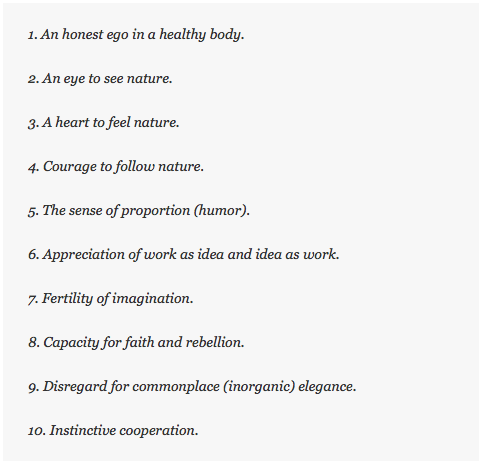 1. An honest ego in a healthy body.
2. An eye to see nature.
3. A heart to feel nature.
4. Courage to follow nature.
5. The sense of proportion (humor).
6. Appreciation of work as idea and idea as work.
7. Fertility of imagination.
8. Capacity for faith and rebellion.
9. Disregard for commonplace (inorganic) elegance.
10. Instinctive cooperation.